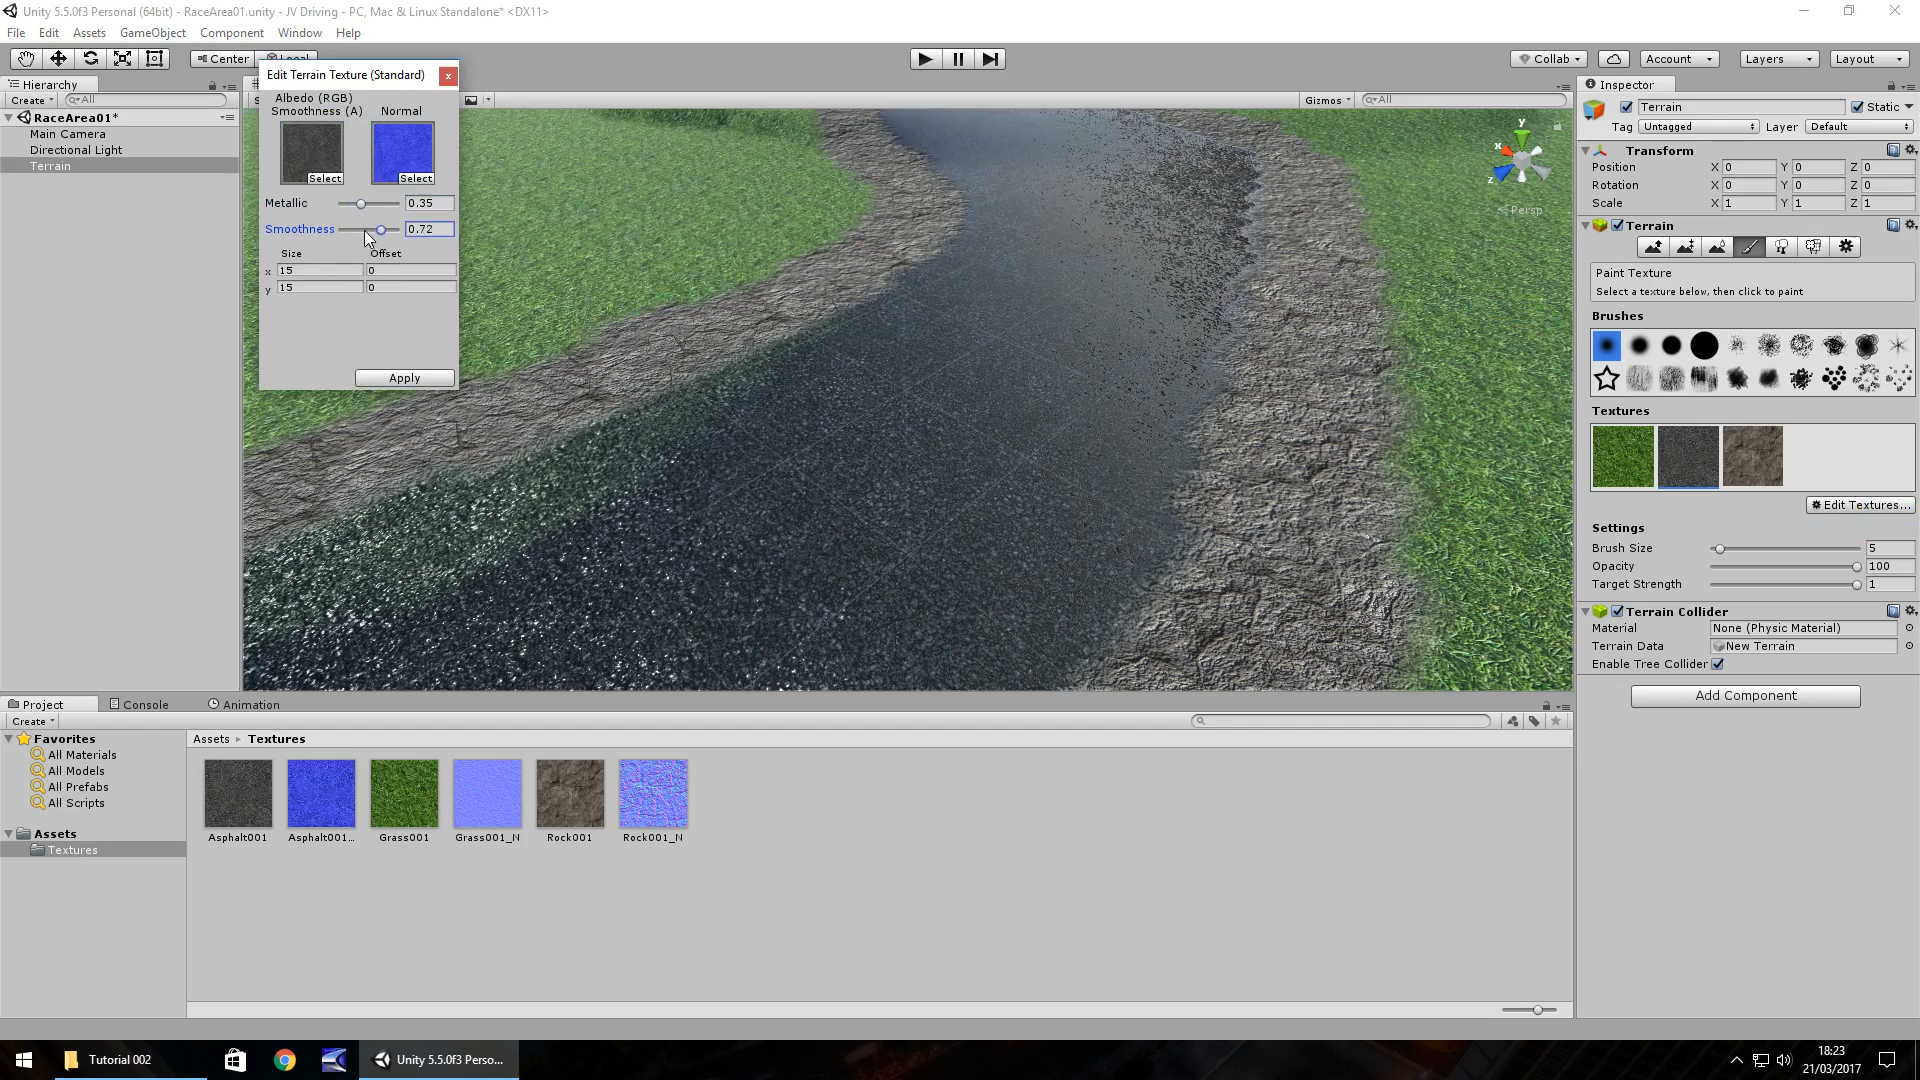 Unity 5.5.0f3 Personal (64bit) - RaceArea01.unity - JV Driving - PC, Mac & Linux Standalone* <DX11>
File Edit Assets GameObject Component Window Help
Center Local
Collab Account Layers Layout
Hierarchy
Create All
RaceArea01*
Main Camera
Directional Light
Terrain
Edit Terrain Texture (Standard)
x
Albedo (RGB)
Smoothness (A) Normal
Select Select
Metallic 0.35
Smoothness 0.72
Size Offset
x 15 0
y 15 0
Apply
Gizmos All
y
x
z
Persp
Inspector
Terrain Static
Tag Untagged Layer Default
Transform
Position X 0 Y 0 Z 0
Rotation X 0 Y 0 Z 0
Scale X 1 Y 1 Z 1
Terrain
Paint Texture
Select a texture below, then click to paint
Brushes
Textures
Edit Textures...
Settings
Brush Size 5
Opacity 100
Target Strength 1
Terrain Collider
Material None (Physic Material)
Terrain Data New Terrain
Enable Tree Collider
Add Component
Project Console Animation
Create
Favorites
All Materials
All Models
All Prefabs
All Scripts
Assets
Textures
Assets Textures
Asphalt001 Asphalt001... Grass001 Grass001_N Rock001 Rock001_N
Tutorial 002
Unity 5.5.0f3 Perso...
18:23
21/03/2017